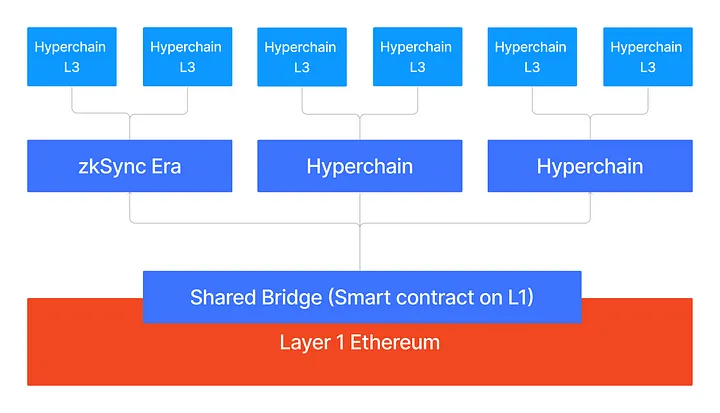 Hyperchain
L3
Hyperchain
L3
Hyperchain
L3
Hyperchain
L3
Hyperchain
L3
Hyperchain
L3
zkSync Era
Hyperchain
Hyperchain
Shared Bridge (Smart contract on L1)
Layer 1 Ethereum